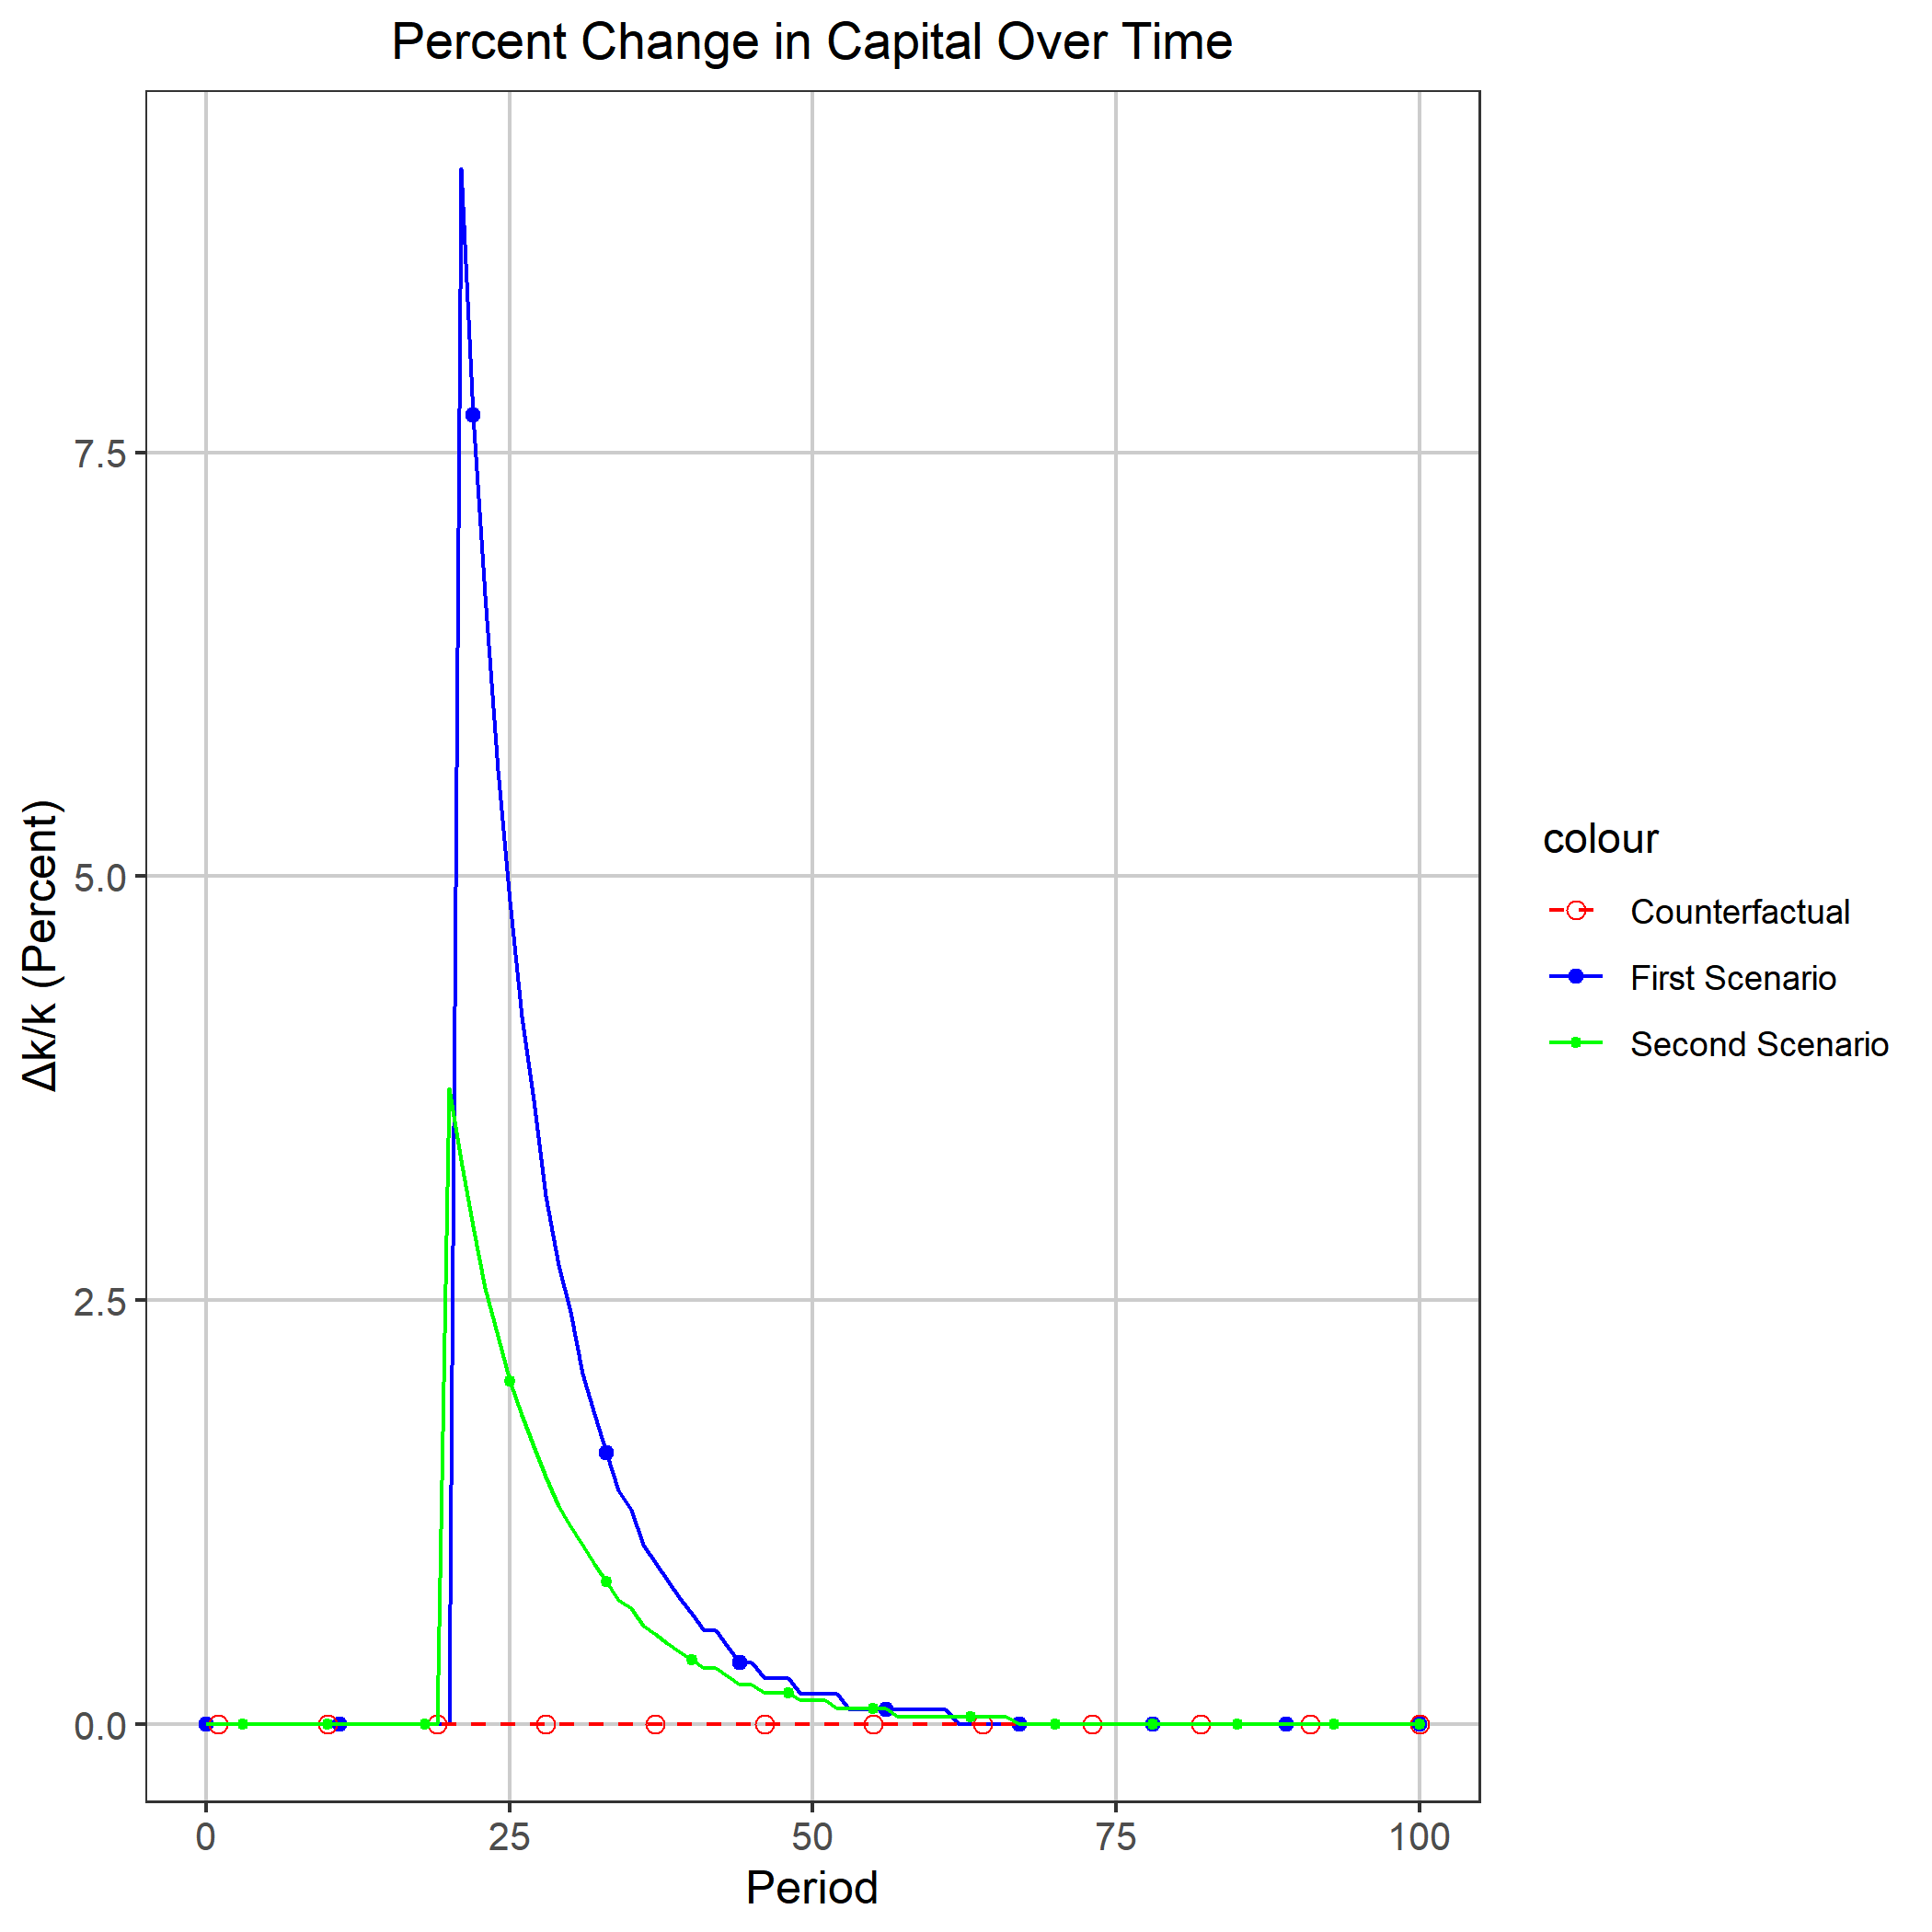 Percent Change in Capital Over Time
Δk/k (Percent)
7.5
5.0
2.5
0.0
0
25
50
75
100
Period
colour
Counterfactual
First Scenario
Second Scenario